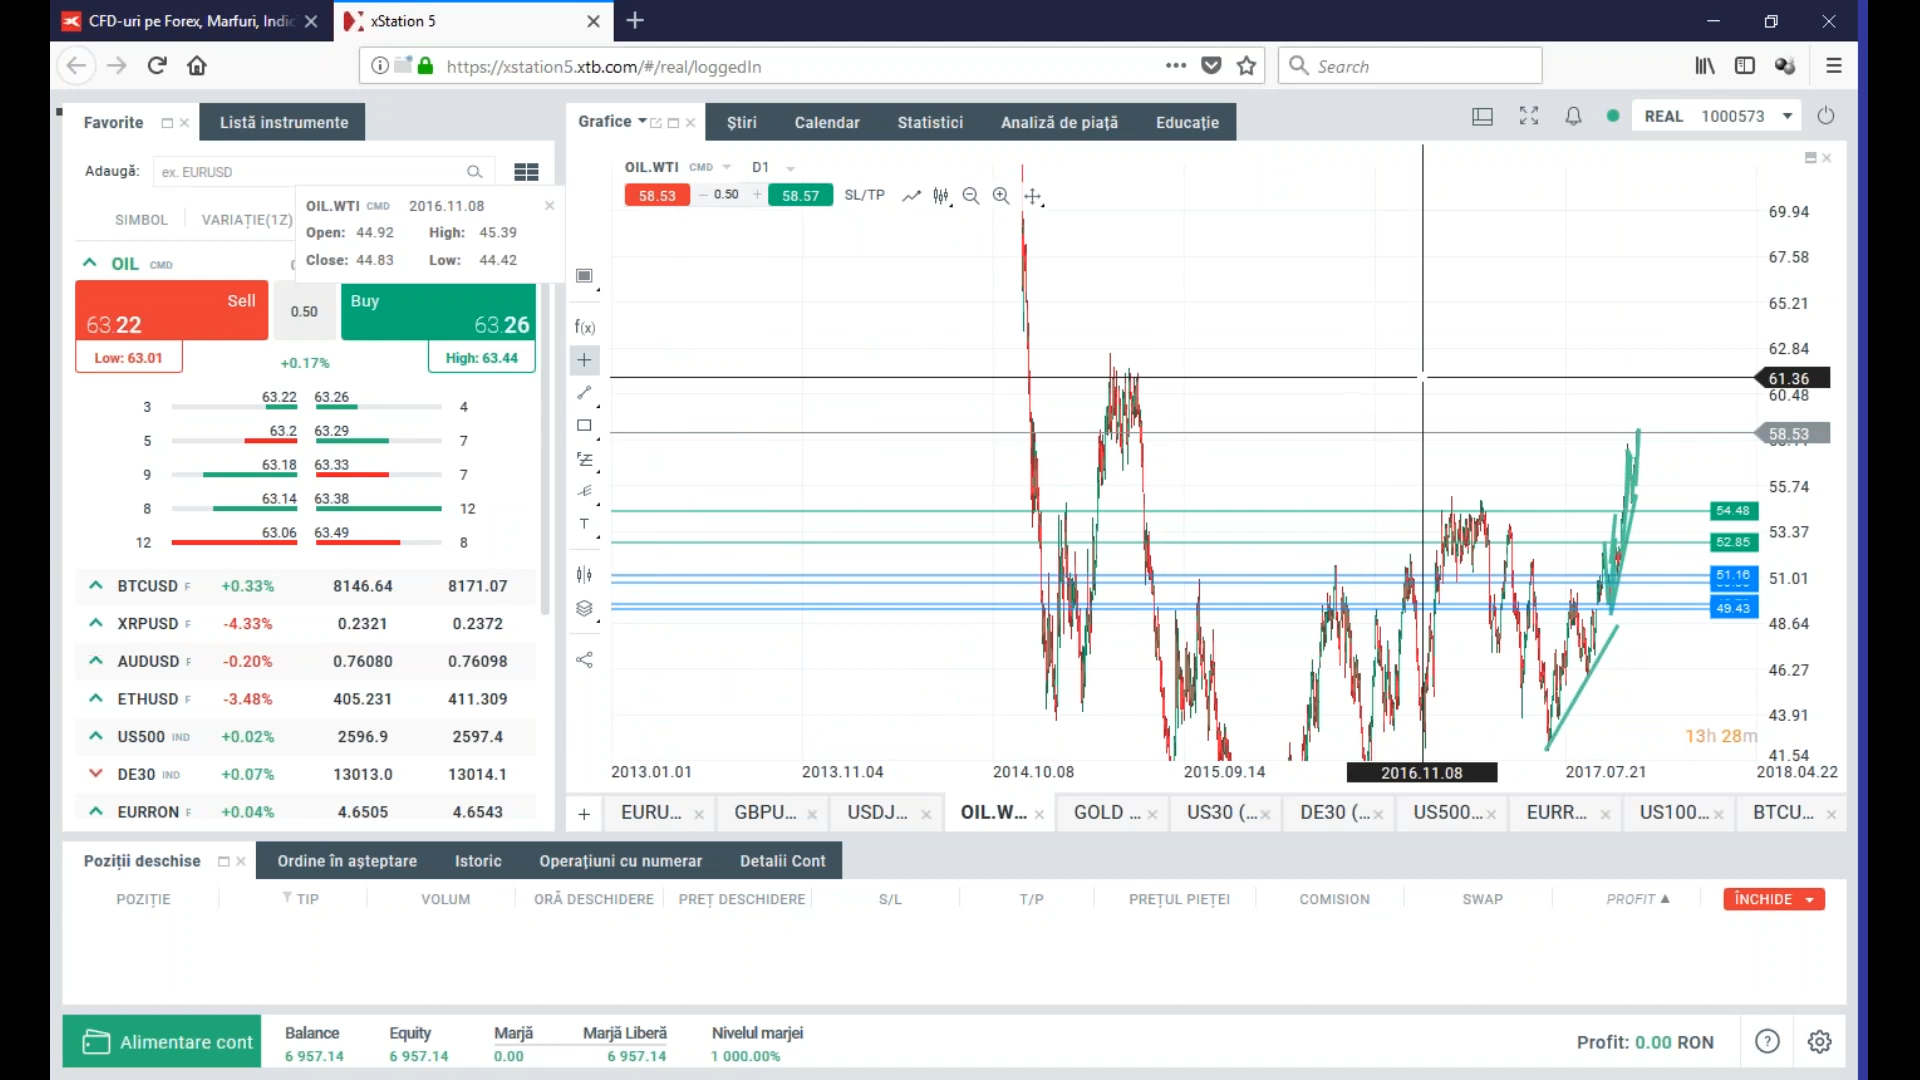 CFD-uri pe Forex, Marfuri, Indic
xStation 5
https://xstation5.xtb.com/#/real/loggedIn
Search
Favorite
Listă instrumente
Grafice
Știri
Calendar
Statistici
Analiză de piață
Educație
REAL 1000573
Adaugă:
ex. EURUSD
SIMBOL
VARIAȚIE(1Z)
OIL.WTI CMD 2016.11.08
Open: 44.92 High: 45.39
Close: 44.83 Low: 44.42
OIL CMD
Sell
63.22
0.50
Buy
63.26
Low: 63.01
+0.17%
High: 63.44
3 63.22 63.26 4
5 63.2 63.29 7
9 63.18 63.33 7
8 63.14 63.38 12
12 63.06 63.49 8
BTCUSD F +0.33% 8146.64 8171.07
XRPUSD F -4.33% 0.2321 0.2372
AUDUSD F -0.20% 0.76080 0.76098
ETHUSD F -3.48% 405.231 411.309
US500 IND +0.02% 2596.9 2597.4
DE30 IND +0.07% 13013.0 13014.1
EURRON F +0.04% 4.6505 4.6543
OIL.WTI CMD D1
58.53 0.50 58.57 SL/TP
f(x)
T
69.94
67.58
65.21
62.84
61.36
60.48
58.53
55.74
54.48
53.37
52.85
51.16
51.01
49.43
48.64
46.27
43.91
13h 28m
41.54
2013.01.01
2013.11.04
2014.10.08
2015.09.14
2016.11.08
2017.07.21
2018.04.22
EURU...
GBPU...
USDJ...
OIL.W...
GOLD ...
US30 (...
DE30 (...
US500...
EURR...
US100...
BTCU...
Poziții deschise
Ordine în așteptare
Istoric
Operațiuni cu numerar
Detalii Cont
POZIȚIE
TIP
VOLUM
ORĂ DESCHIDERE
PREȚ DESCHIDERE
S/L
T/P
PREȚUL PIEȚEI
COMISION
SWAP
PROFIT
ÎNCHIDE
Alimentare cont
Balance Equity Marjă Marjă Liberă Nivelul marjei
6 957.14 6 957.14 0.00 6 957.14 1 000.00%
Profit: 0.00 RON